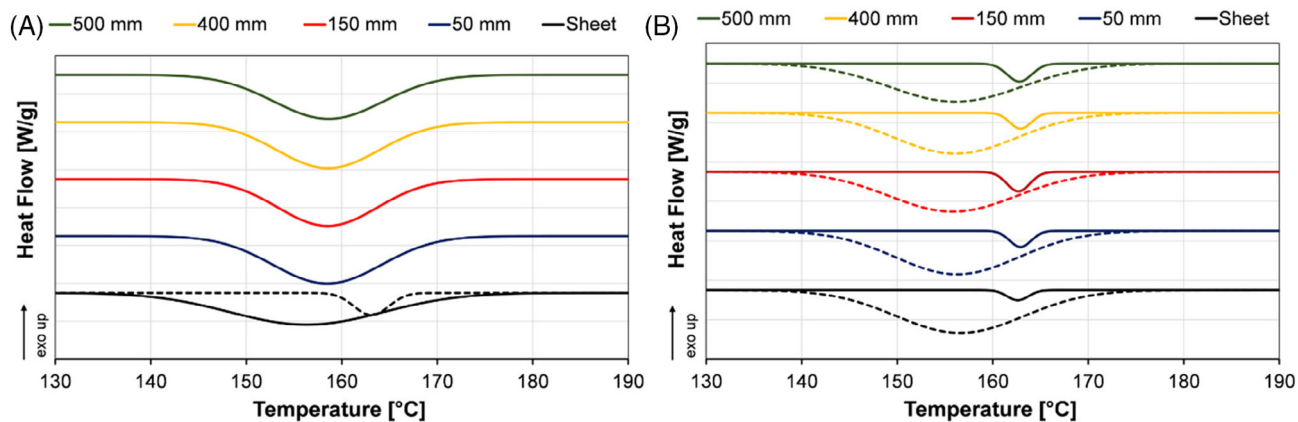 (A)
500 mm 400 mm 150 mm 50 mm Sheet
Heat Flow [W/g]
exo up
130 140 150 160 170 180 190
Temperature [°C]
(B)
500 mm 400 mm 150 mm 50 mm Sheet
Heat Flow [W/g]
exo up
130 140 150 160 170 180 190
Temperature [°C]